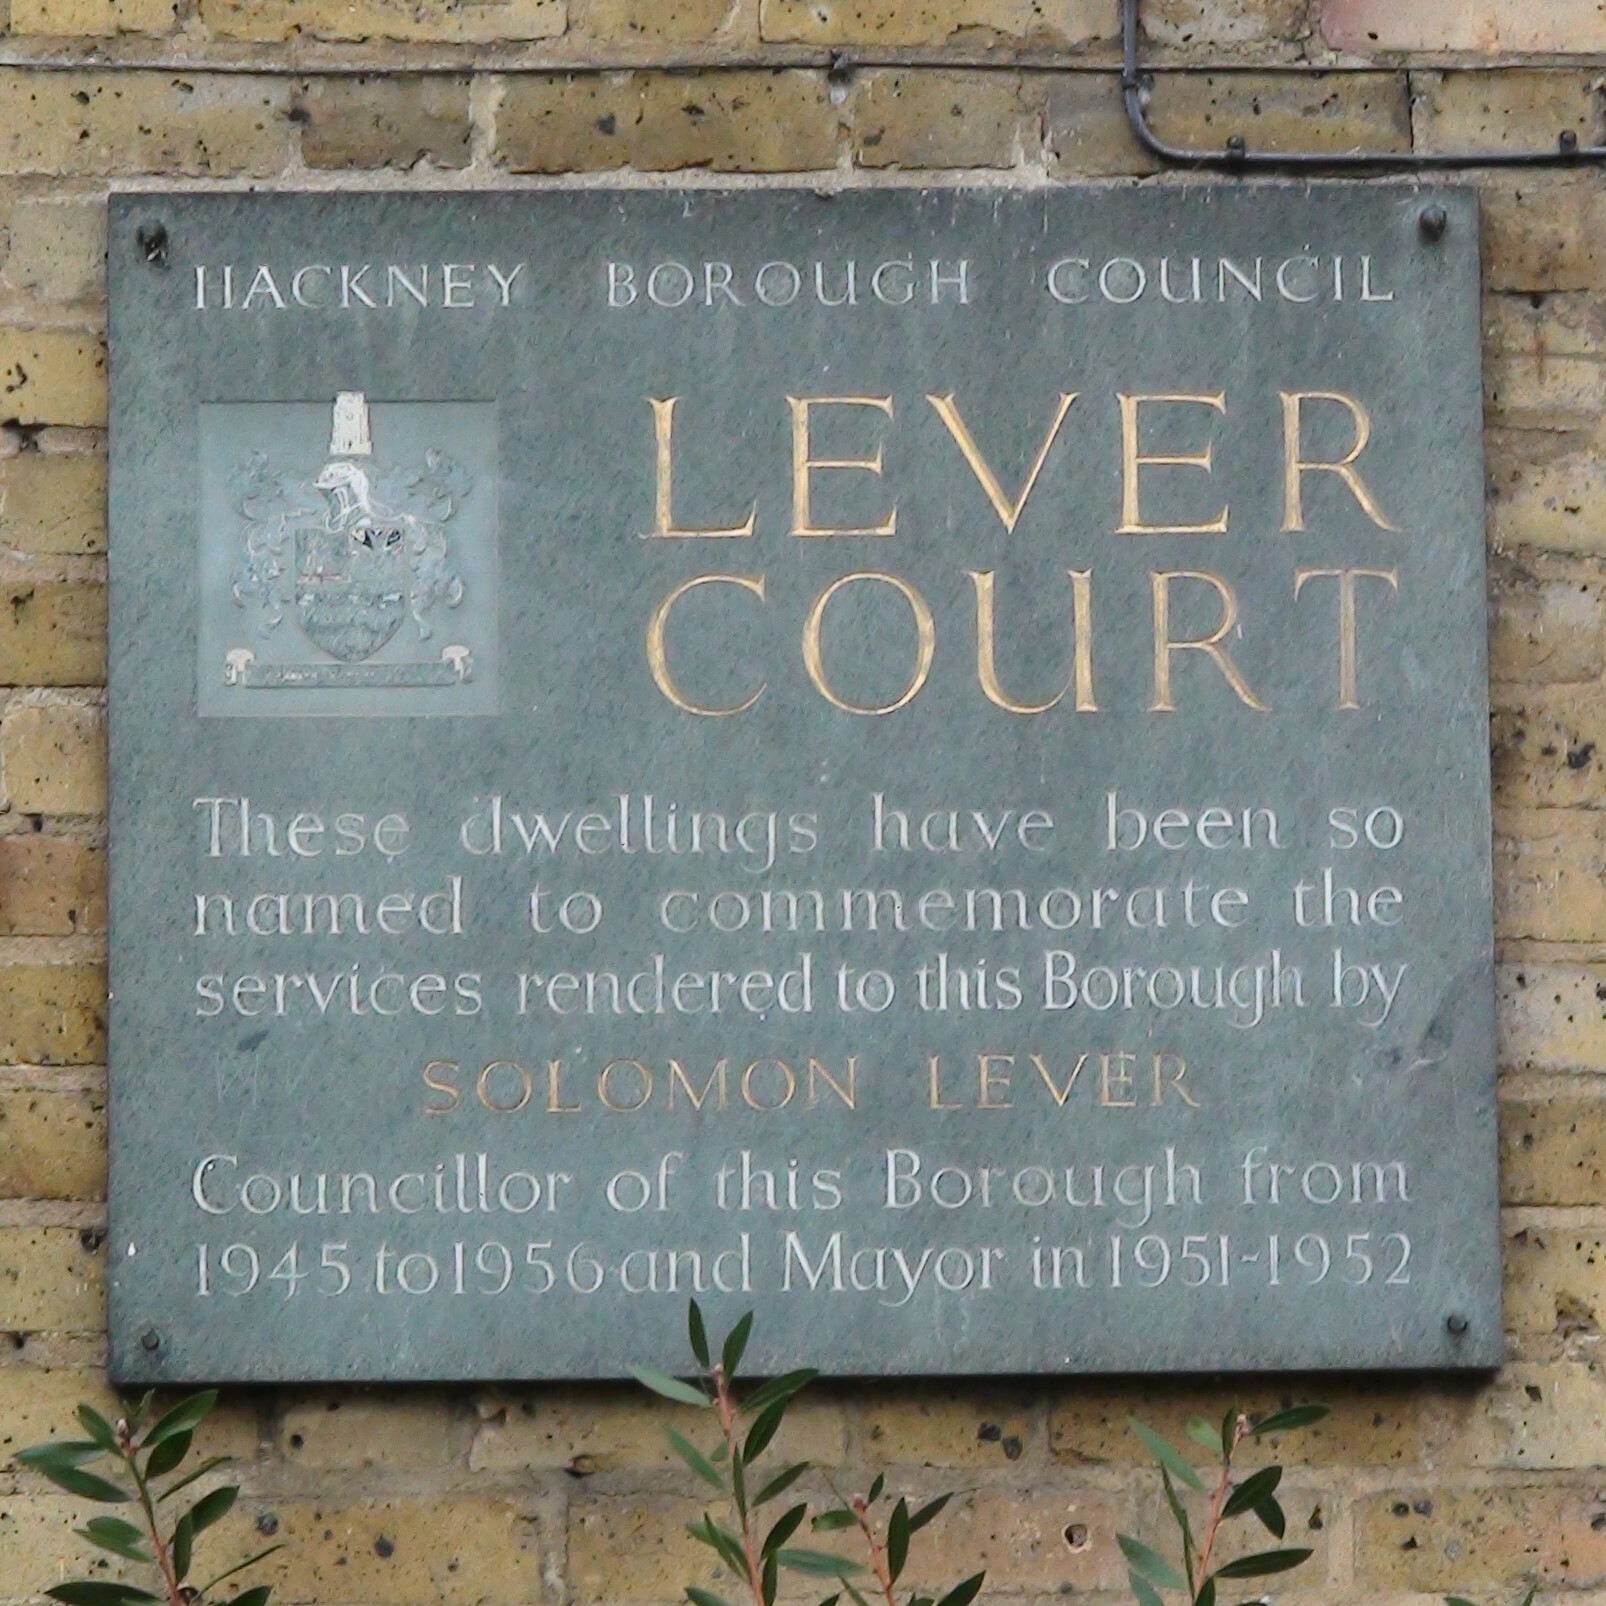 HACKNEY BOROUGH COUNCIL
LEVER
COURT
These dwellings have been so
named to commemorate the
services rendered to this Borough by
SOLOMON LEVER
Councillor of this Borough from
1945 to 1956 and Mayor in 1951-1952